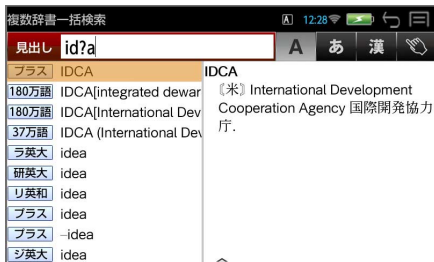 複数辞書一括検索 A 12:28
見出し id?a A あ 漢
プラス IDCA
180万語 IDCA[integrated dewar
180万語 IDCA[International Dev
37万語 IDCA (International De
ラ英大 idea
研英大 idea
リ英和 idea
プラス idea
プラス –idea
ジ英大 idea
IDCA
〘米〙 International Development
Cooperation Agency 国際開発協力
庁.